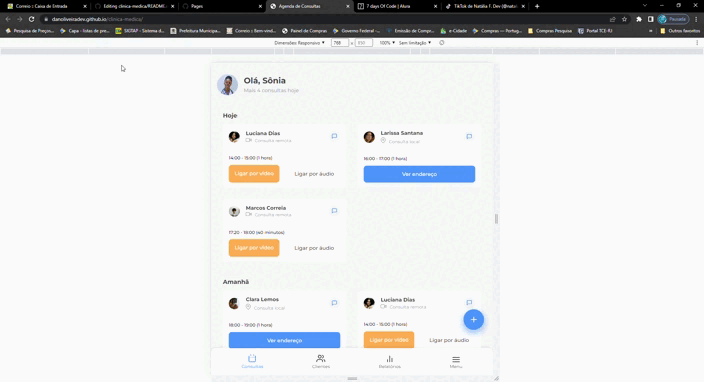 Correio :: Caixa de Entrada
Editing clinica-medica/README.
Pages
Agenda de Consultas
7 days Of Code | Alura
TikTok de Natália F. Dev (@whats
danoliveiradev.github.io/clinica-medica/
Pausada
Pesquisa de Preços...
Capa - listas de pre...
SIGTAP - Sistema d...
Prefeitura Municipa...
Correio :: Bem-vind...
Painel de Compras
Governo Federal -...
Emissão de Compro...
e-Cidade
Compras — Portug...
Compras Pesquisa
Portal TCE-RJ
Outros favoritos
Dimensões: Responsivo
768
x
100%
Sem limitação
Olá, Sônia
Mais 4 consultas hoje
Hoje
Luciana Dias
Consulta remota
14:00 - 15:00 (1 hora)
Ligar por vídeo
Ligar por áudio
Larissa Santana
Consulta local
16:00 - 17:00 (1 hora)
Ver endereço
Marcos Correia
Consulta remota
17:20 - 18:00 (40 minutos)
Ligar por vídeo
Ligar por áudio
Amanhã
Clara Lemos
Consulta local
18:00 - 19:00 (1 hora)
Ver endereço
Luciana Dias
Consulta remota
14:00 - 15:00 (1 hora)
Ligar por vídeo
Ligar por áudio
Consultas
Clientes
Relatórios
Menu